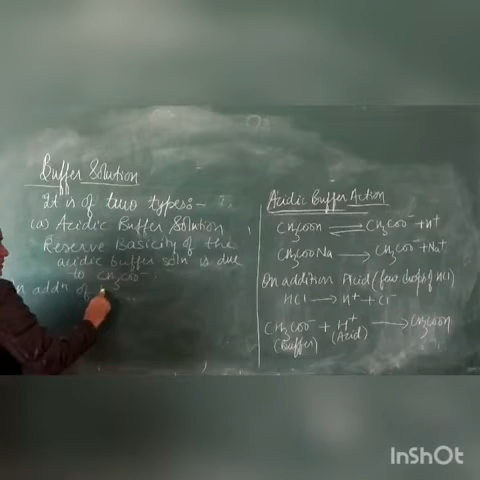 Buffer Solution
It is of two types:-
(a) Acidic Buffer Solution
Reserve Basicity of the
acidic buffer soln is due
to CH3COO-.
n addn of
Acidic Buffer Action
CH3COOH ⇌ CH3COO- + H+
CH3COONa → CH3COO- + Na+
On addition Acid (few drops of HCl)
HCl → H+ + Cl-
CH3COO- + H+ → CH3COOH
(Buffer) (Acid)
InShOt